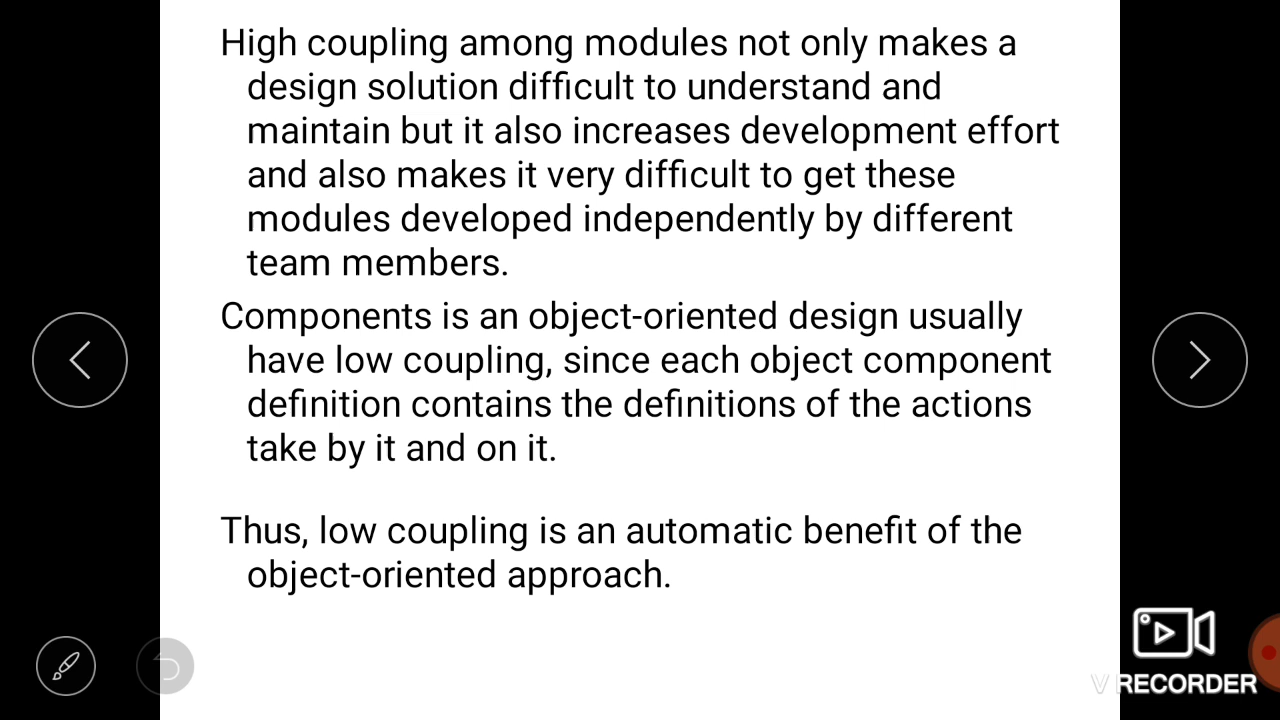 High coupling among modules not only makes a
design solution difficult to understand and
maintain but it also increases development effort
and also makes it very difficult to get these
modules developed independently by different
team members.
Components is an object-oriented design usually
have low coupling, since each object component
definition contains the definitions of the actions
take by it and on it.
Thus, low coupling is an automatic benefit of the
object-oriented approach.
V RECORDER